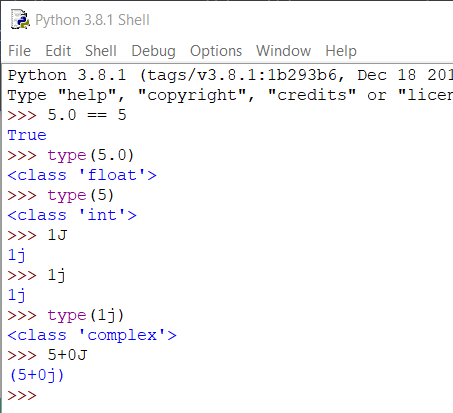 Python 3.8.1 Shell
File Edit Shell Debug Options Window Help
Python 3.8.1 (tags/v3.8.1:1b293b6, Dec 18 201
Type "help", "copyright", "credits" or "licen
>>> 5.0 == 5
True
>>> type(5.0)
<class 'float'>
>>> type(5)
<class 'int'>
>>> 1J
1j
>>> 1j
1j
>>> type(1j)
<class 'complex'>
>>> 5+0J
(5+0j)
>>>